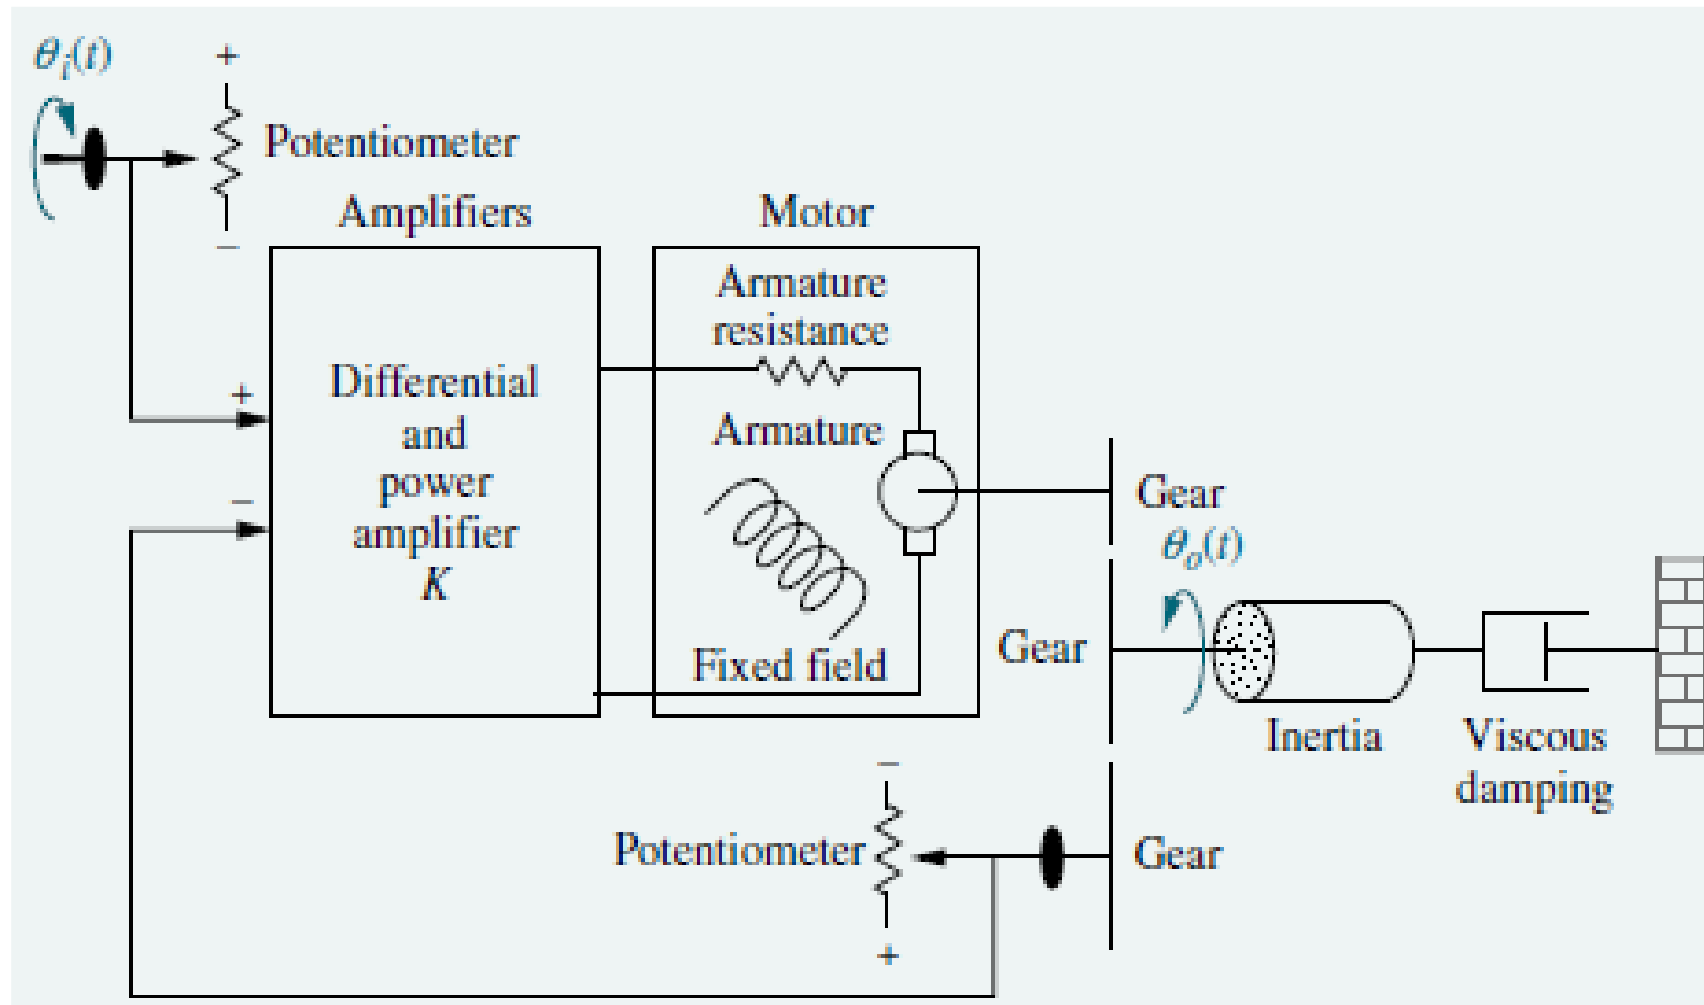 θi(t)
+
Potentiometer
−
Amplifiers
Motor
Armature
resistance
+
Differential
and
power
amplifier
K
−
Armature
Fixed field
Gear
θo(t)
Gear
Inertia
Viscous
damping
−
Potentiometer
+
Gear